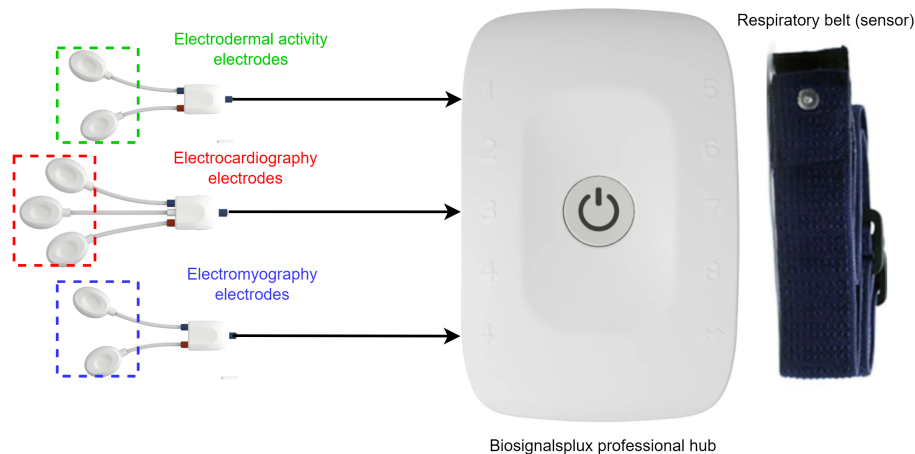 Electrodermal activity
electrodes
Electrocardiography
electrodes
Electromyography
electrodes
1
2
3
4
5
6
7
8
Respiratory belt (sensor)
Biosignalsplux professional hub